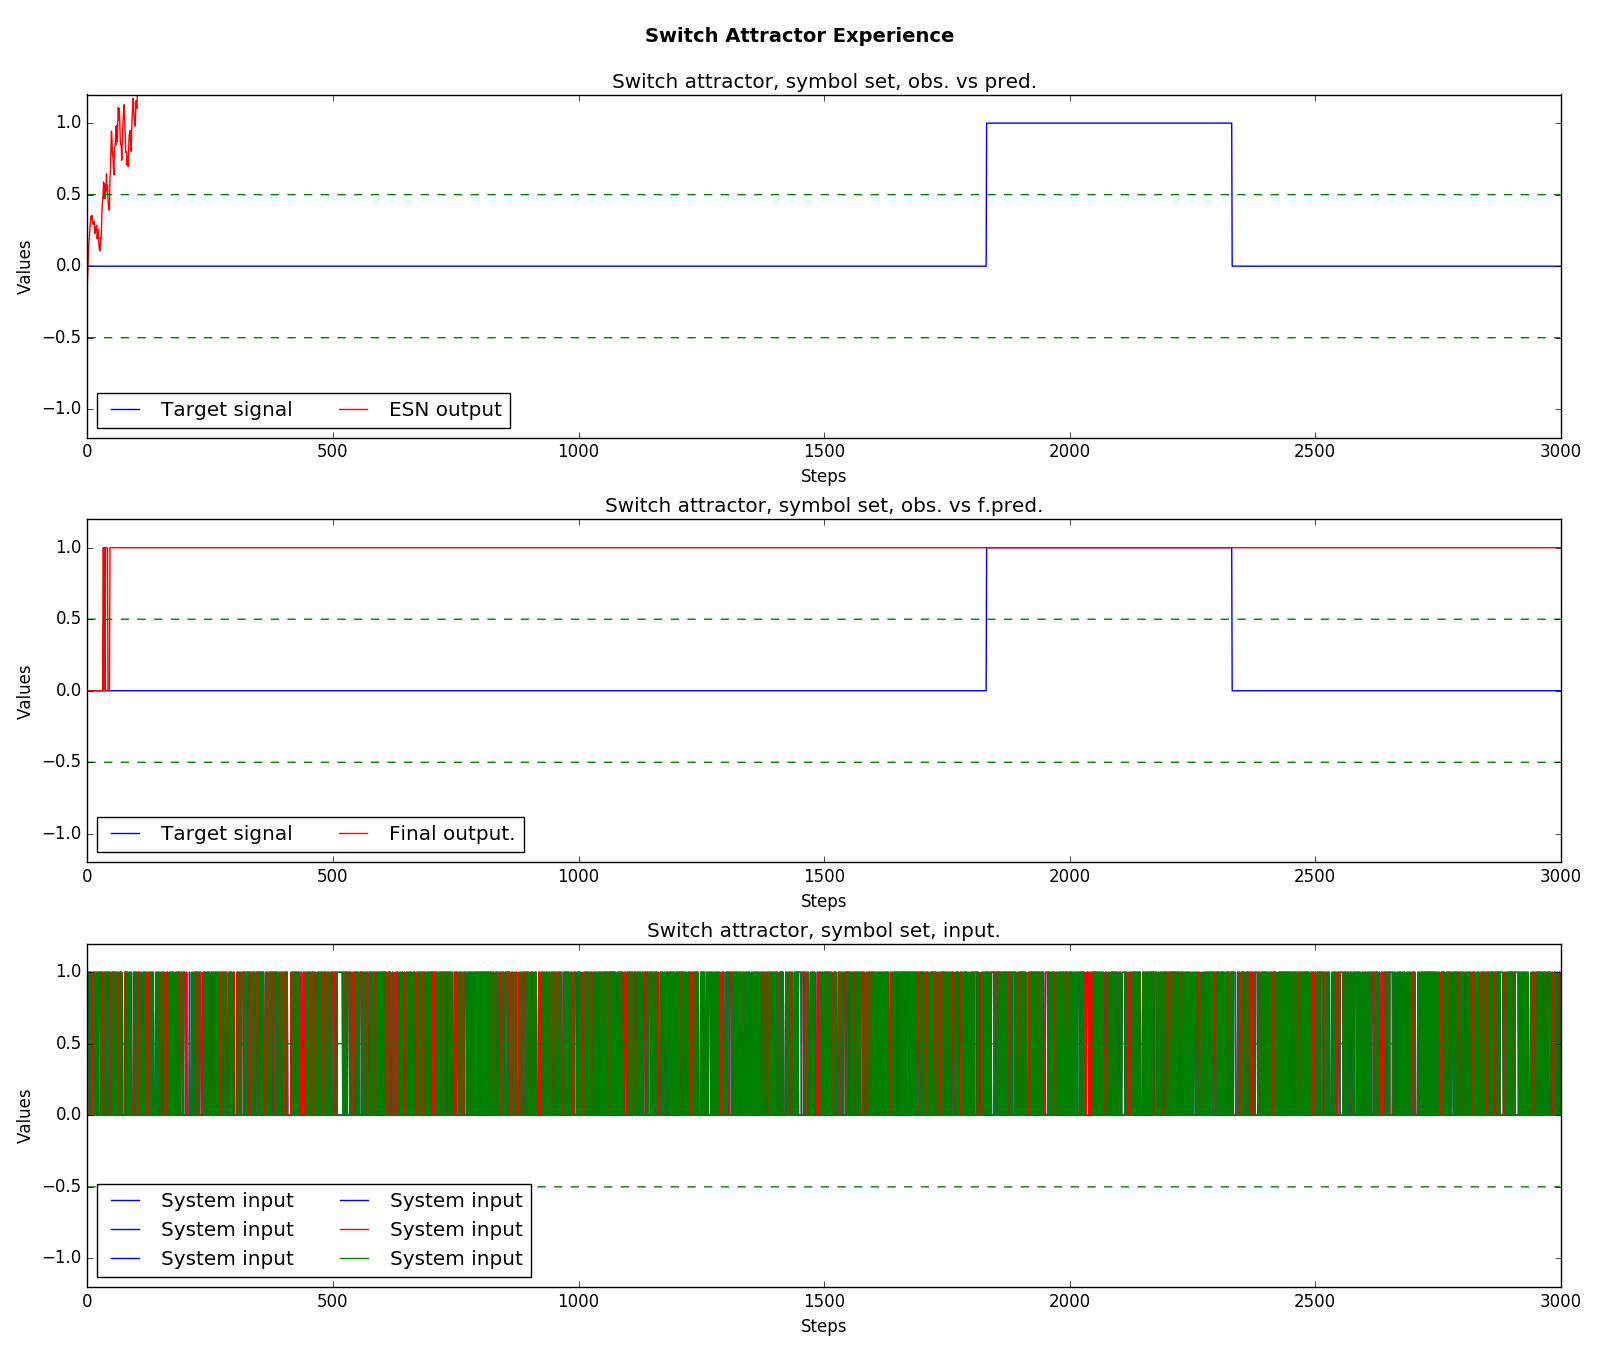 Switch Attractor Experience
Switch attractor, symbol set, obs. vs pred.
1.0
0.5
0.0
−0.5
−1.0
Values
Target signal ESN output
0 500 1000 1500 2000 2500 3000
Steps
Switch attractor, symbol set, obs. vs f.pred.
1.0
0.5
0.0
−0.5
−1.0
Values
Target signal Final output.
0 500 1000 1500 2000 2500 3000
Steps
Switch attractor, symbol set, input.
1.0
0.5
0.0
−0.5
−1.0
Values
System input System input
System input System input
System input System input
0 500 1000 1500 2000 2500 3000
Steps